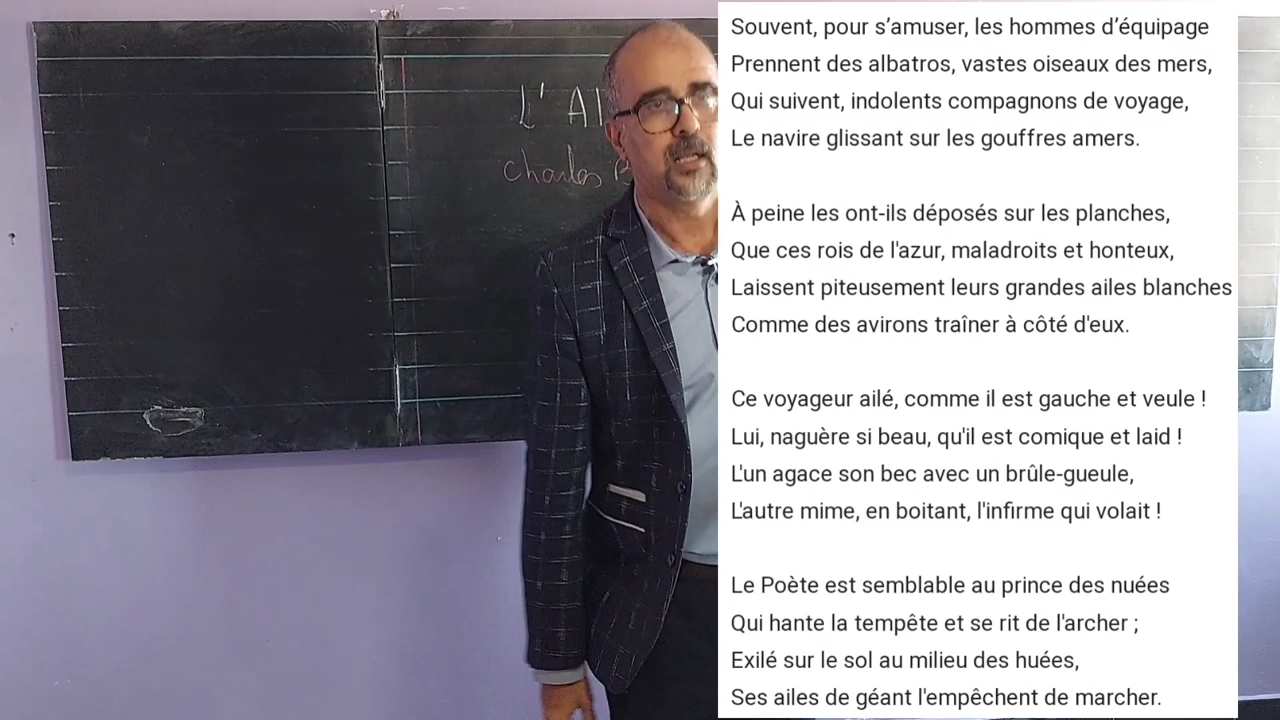 L'Al
Charles B
Souvent, pour s’amuser, les hommes d’équipage
Prennent des albatros, vastes oiseaux des mers,
Qui suivent, indolents compagnons de voyage,
Le navire glissant sur les gouffres amers.
À peine les ont-ils déposés sur les planches,
Que ces rois de l'azur, maladroits et honteux,
Laissent piteusement leurs grandes ailes blanches
Comme des avirons traîner à côté d'eux.
Ce voyageur ailé, comme il est gauche et veule !
Lui, naguère si beau, qu'il est comique et laid !
L'un agace son bec avec un brûle-gueule,
L'autre mime, en boitant, l'infirme qui volait !
Le Poète est semblable au prince des nuées
Qui hante la tempête et se rit de l'archer ;
Exilé sur le sol au milieu des huées,
Ses ailes de géant l'empêchent de marcher.